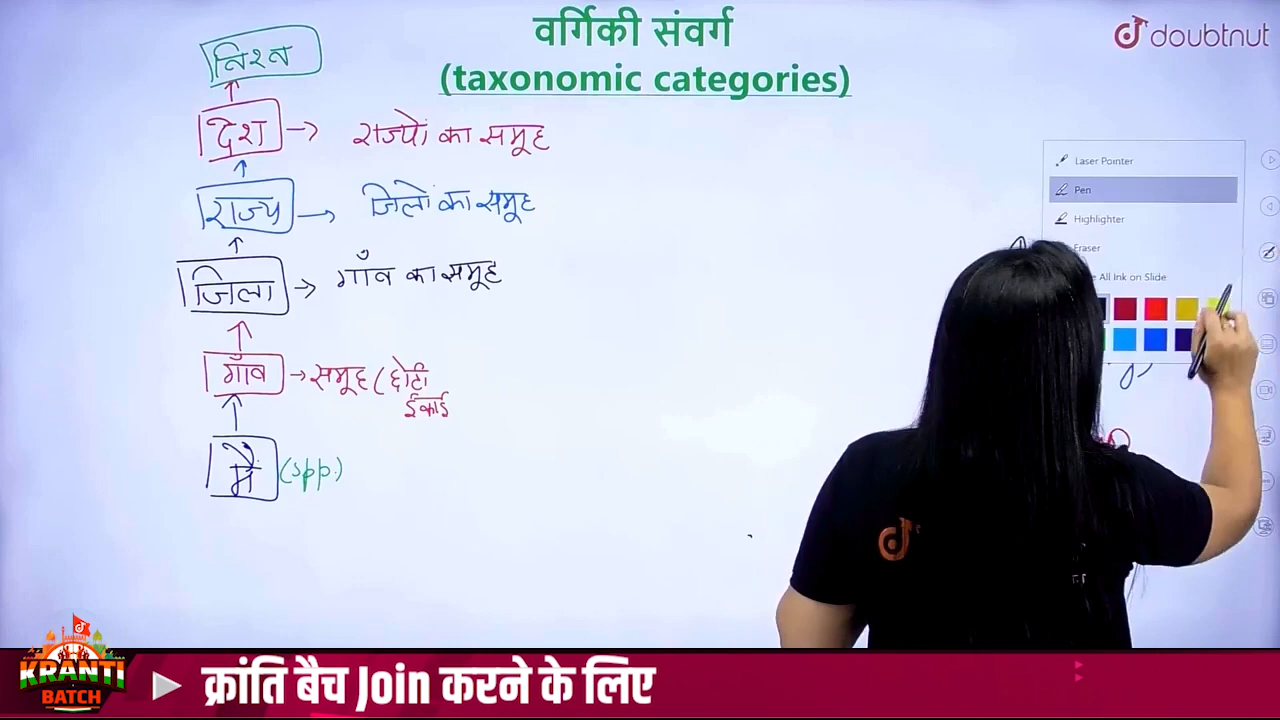 वर्गिकी संवर्ग
(taxonomic categories)
doubtnut
विश्व
देश → राज्यों का समूह
राज्य → जिलों का समूह
जिला → गाँव का समूह
गाँव → समूह (छोटी
ईकाई
मैं (spp.)
Laser Pointer
Pen
Highlighter
Eraser
All Ink on Slide
KRANTI
BATCH
क्रांति बैच Join करने के लिए